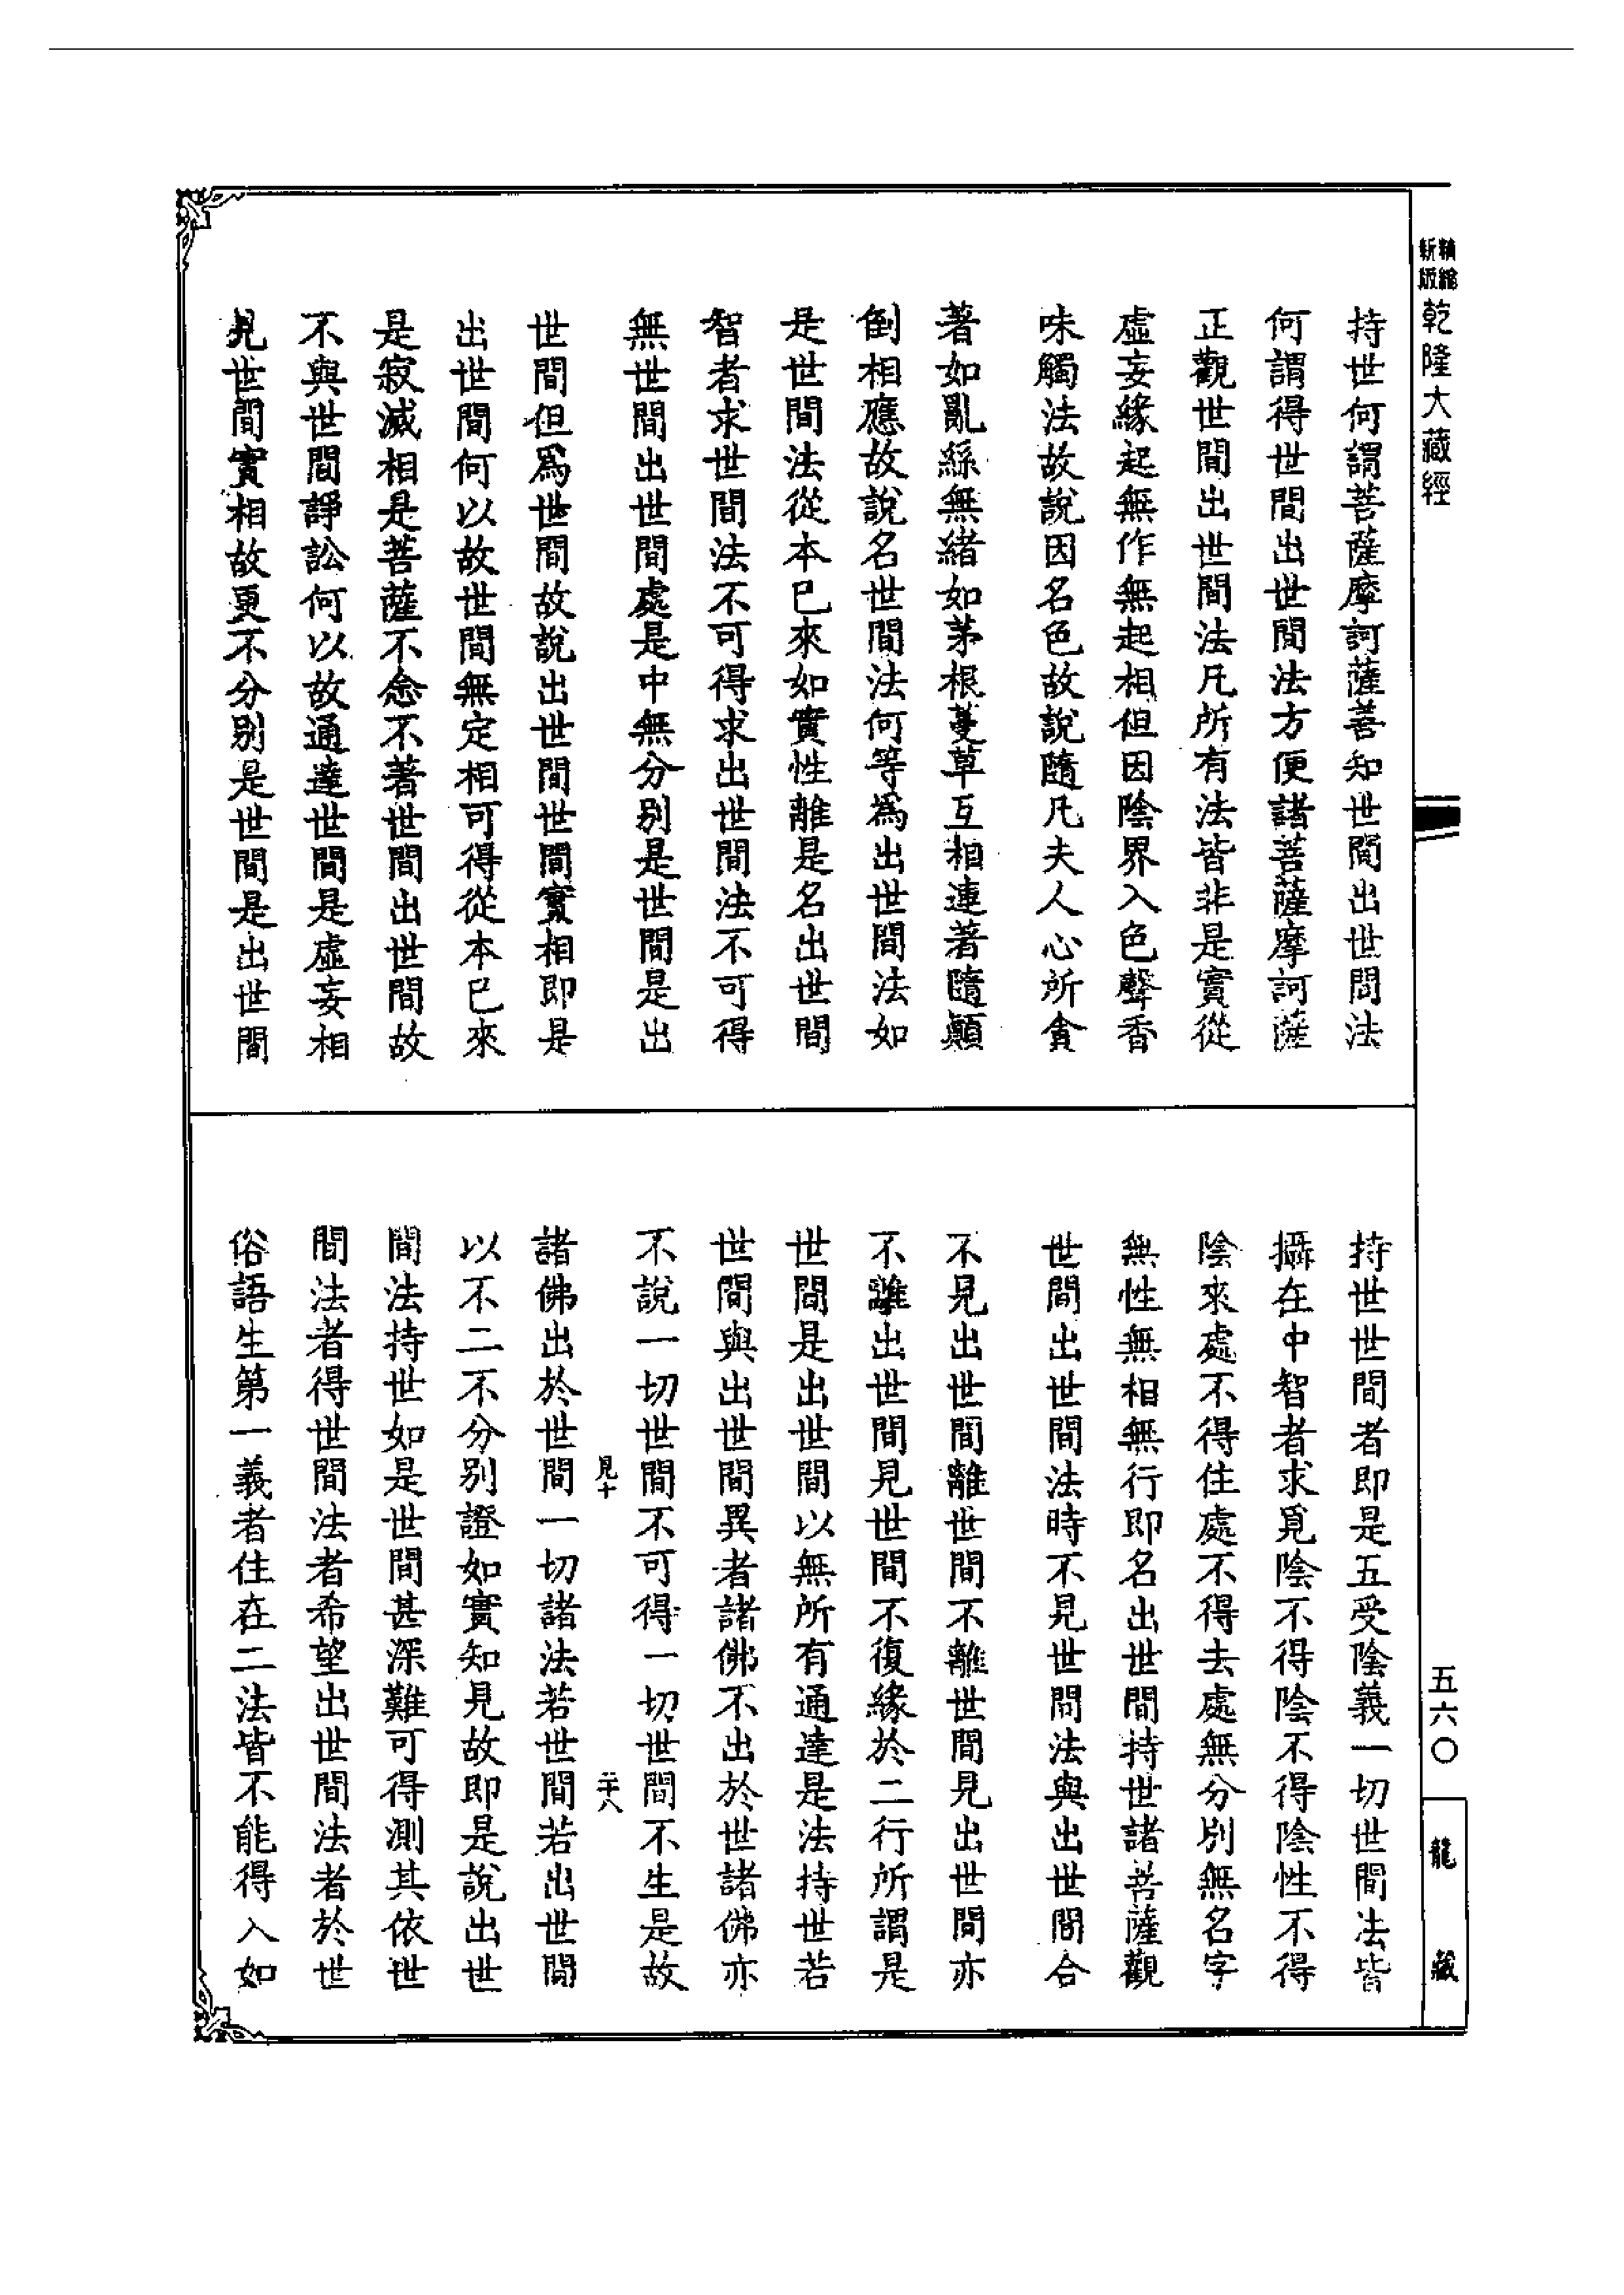 新版精縮
乾隆大藏經
持世何謂菩薩摩訶薩善知世間出世間法
何謂得世間出世間法方便諸菩薩摩訶薩
正觀世間出世間法凡所有法皆非是實從
虛妄緣起無作無起相但因陰界入色聲香
味觸法故說因名色故說隨凡夫人心所貪
著如亂絲無緒如茅根蔓草互相連著隨顛
倒相應故說名世間法何等為出世間法如
是世間法從本已來如實性離是名出世間
智者求世間法不可得求出世間法不可得
無世間出世間處是中無分別是世間是出
世間但為世間故說出世間世間實相即是
出世間何以故世間無定相可得從本已來
是寂滅相是菩薩不念不著世間出世間故
不與世間諍訟何以故通達世間是虛妄相
見世間實相故更不分別是世間是出世間
持世世間者即是五受陰義一切世間法皆
攝在中智者求覓陰不得陰不得陰性不得
陰來處不得住處不得去處無分別無名字
無性無相無行即名出世間持世諸菩薩觀
世間出世間法時不見世間法與出世間合
不見出世間離世間不離世間見出世間亦
不離出世間見世間不復緣於二行所謂是
世間是出世間以無所有通達是法持世若
世間與出世間異者諸佛不出於世諸佛亦
不說一切世間不可得一切世間不生是故
見十
二十八
諸佛出於世間一切諸法若世間若出世間
以不二不分別證如實知見故即是說出世
間法持世如是世間甚深難可得測其依世
間法者得世間法者希望出世間法者於世
俗語生第一義者住在二法皆不能得入如
五六〇
龍藏